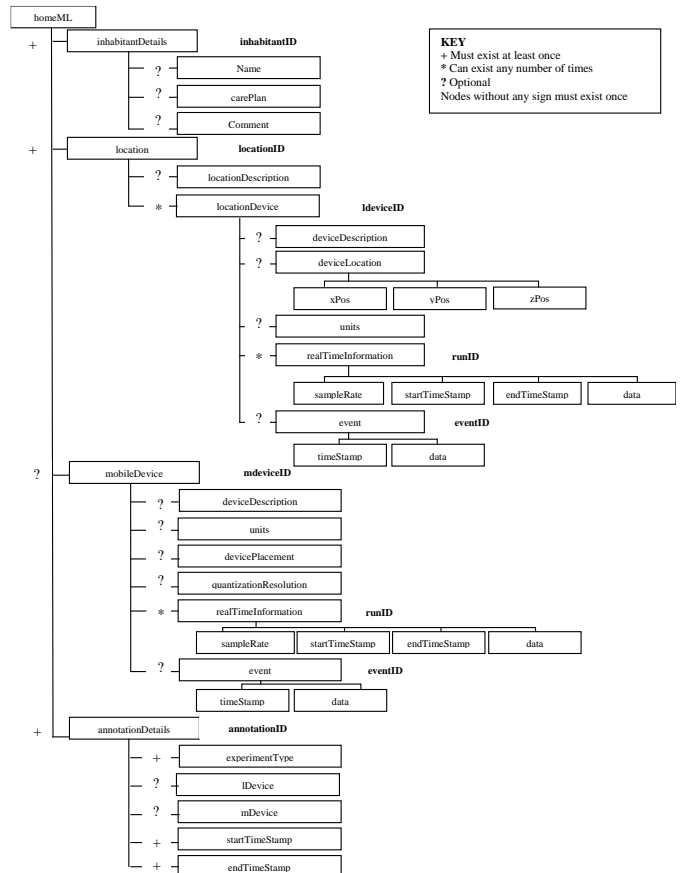 homeML
+ inhabitantDetails inhabitantID
? Name
? carePlan
? Comment
KEY
+ Must exist at least once
* Can exist any number of times
? Optional
Nodes without any sign must exist once
+ location locationID
? locationDescription
* locationDevice ldeviceID
? deviceDescription
? deviceLocation
xPos yPos zPos
? units
* realTimeInformation runID
sampleRate startTimeStamp endTimeStamp data
? event eventID
timeStamp data
? mobileDevice mdeviceID
? deviceDescription
? units
? devicePlacement
? quantizationResolution
* realTimeInformation runID
sampleRate startTimeStamp endTimeStamp data
? event eventID
timeStamp data
+ annotationDetails annotationID
+ experimentType
? lDevice
? mDevice
+ startTimeStamp
+ endTimeStamp